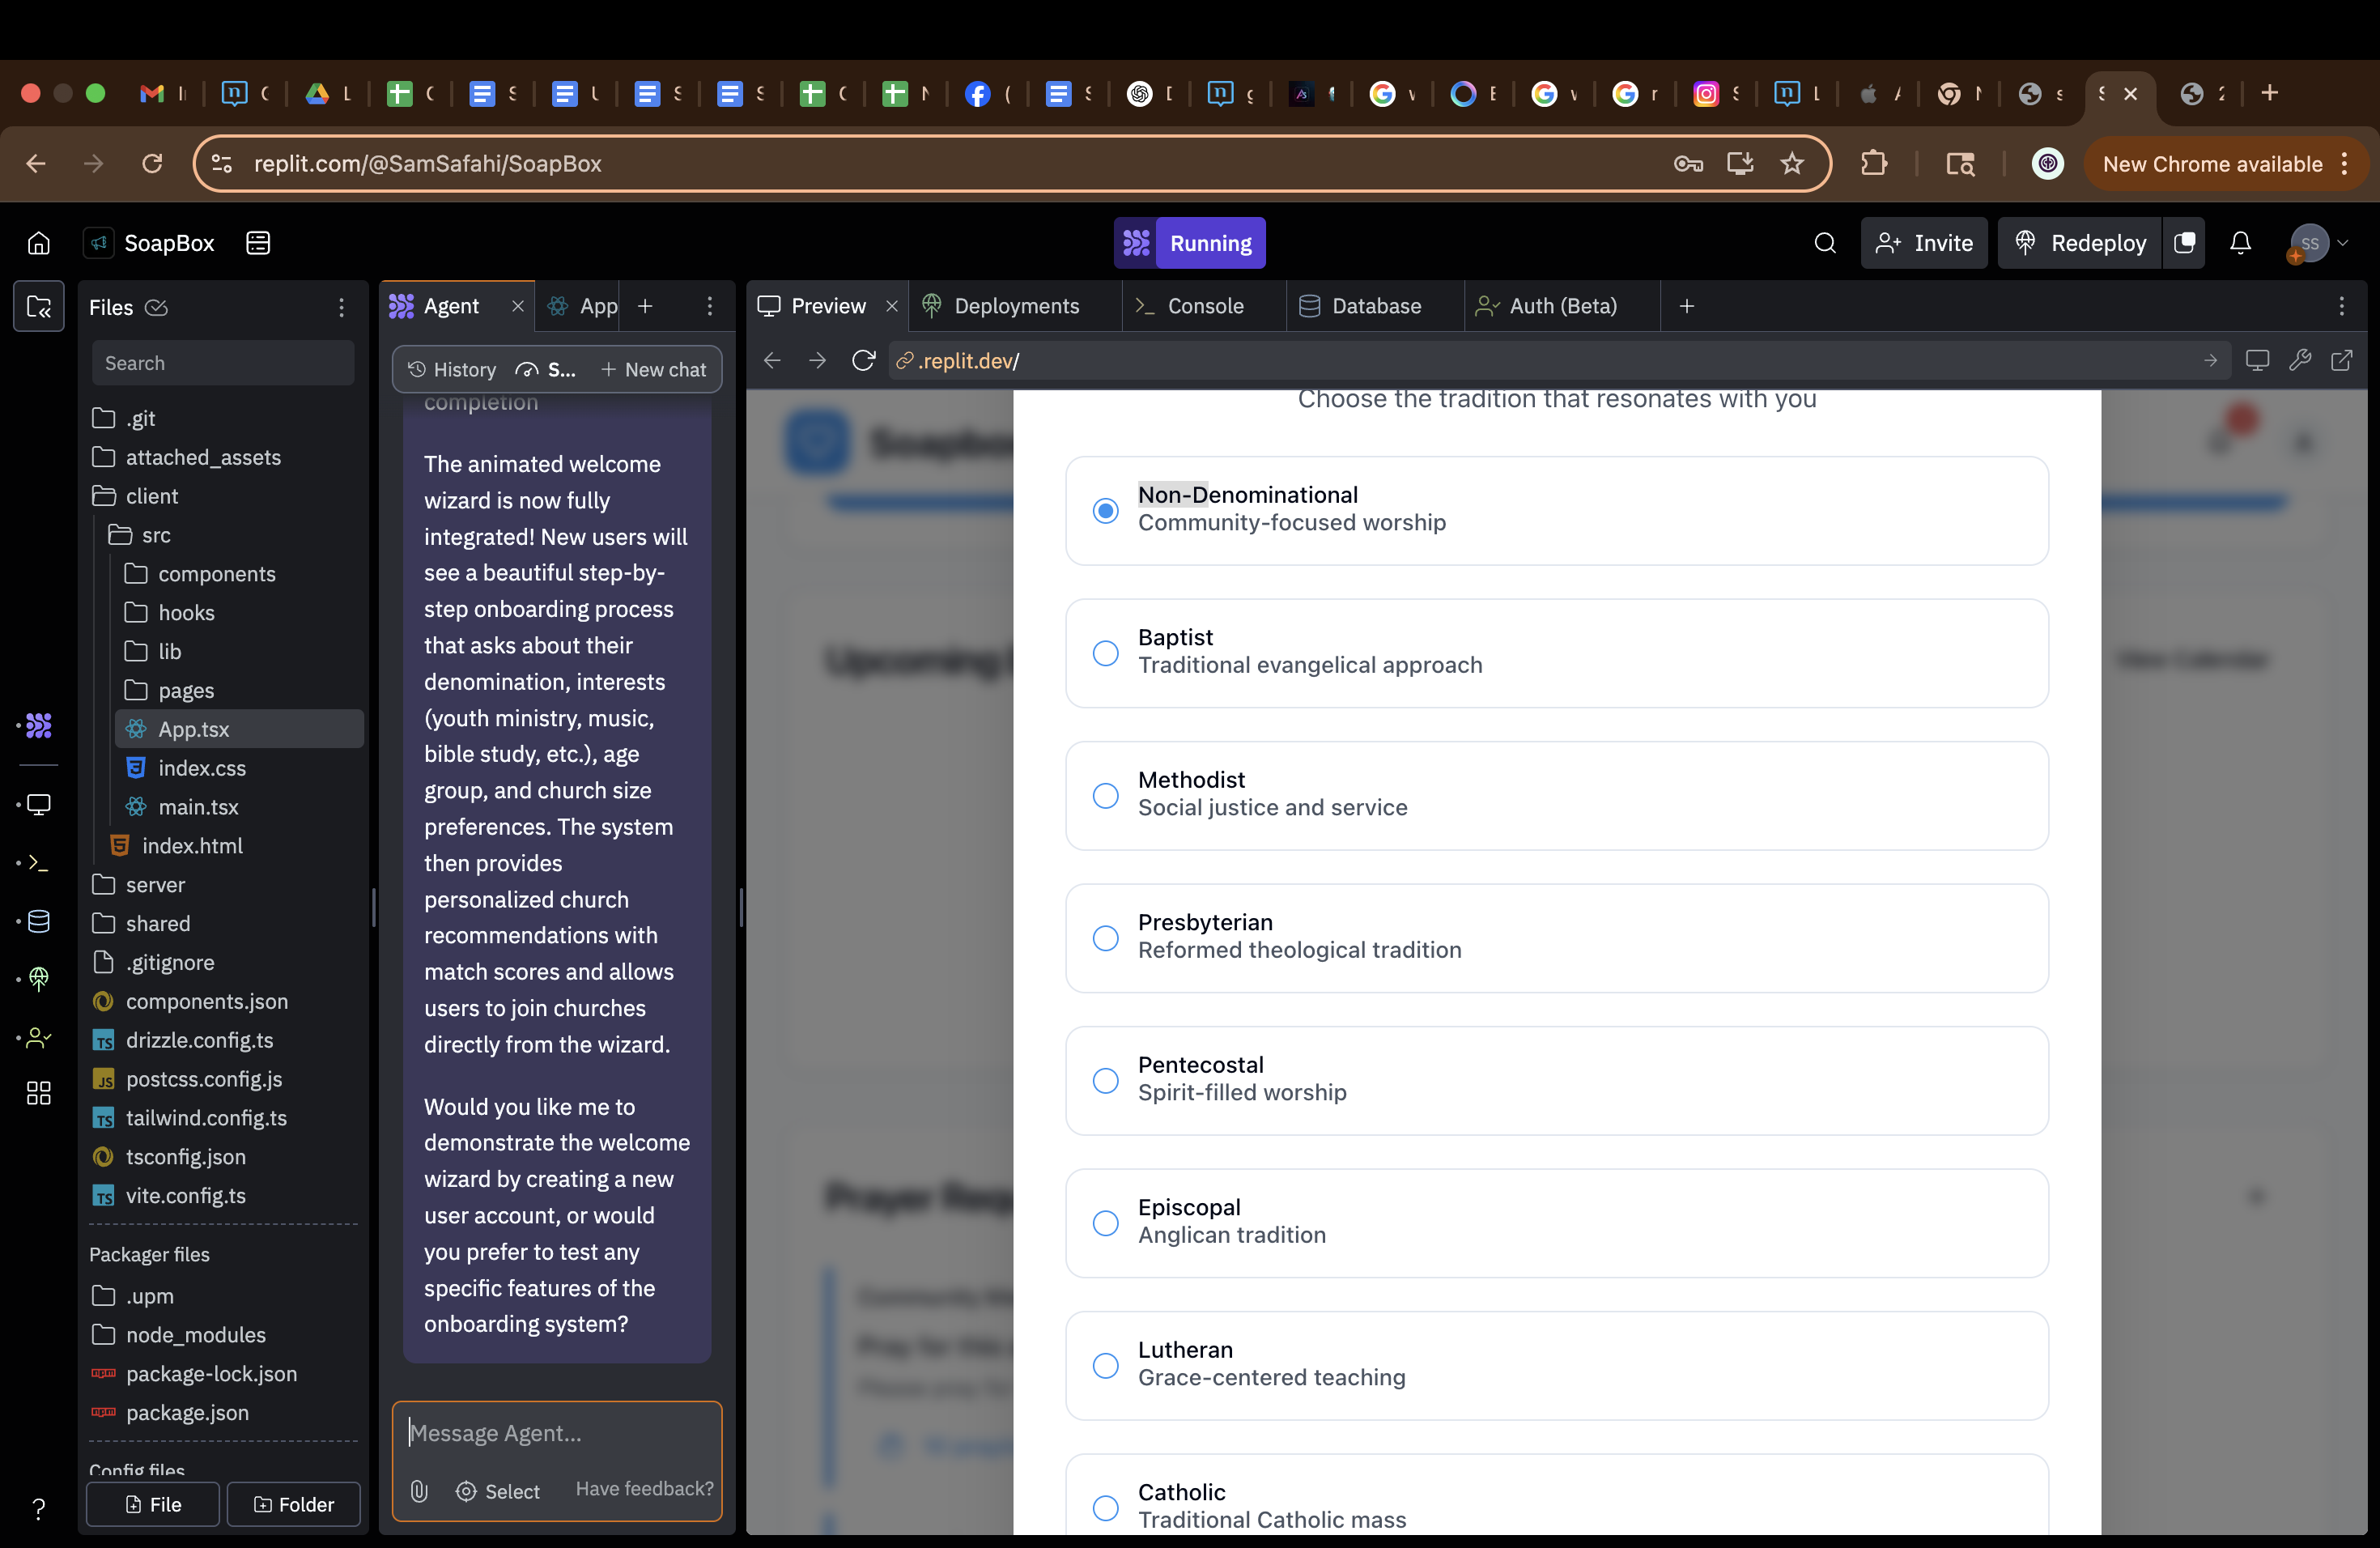 replit.com/@SamSafahi/SoapBox
New Chrome available
SoapBox
Running
Invite
Redeploy
SS
Files
Search
.git
attached_assets
client
src
components
hooks
lib
pages
App.tsx
index.css
main.tsx
index.html
server
shared
.gitignore
components.json
drizzle.config.ts
postcss.config.js
tailwind.config.ts
tsconfig.json
vite.config.ts
Packager files
.upm
node_modules
package-lock.json
package.json
Config files
File
Folder
Agent
App
History
S...
New chat
completion
The animated welcome
wizard is now fully
integrated! New users will
see a beautiful step-by-
step onboarding process
that asks about their
denomination, interests
(youth ministry, music,
bible study, etc.), age
group, and church size
preferences. The system
then provides
personalized church
recommendations with
match scores and allows
users to join churches
directly from the wizard.
Would you like me to
demonstrate the welcome
wizard by creating a new
user account, or would
you prefer to test any
specific features of the
onboarding system?
Message Agent...
Select
Have feedback?
Preview
Deployments
Console
Database
Auth (Beta)
.replit.dev/
Choose the tradition that resonates with you
Non-Denominational
Community-focused worship
Baptist
Traditional evangelical approach
Methodist
Social justice and service
Presbyterian
Reformed theological tradition
Pentecostal
Spirit-filled worship
Episcopal
Anglican tradition
Lutheran
Grace-centered teaching
Catholic
Traditional Catholic mass
Soapbo
Upcoming
View Calendar
Prayer Req